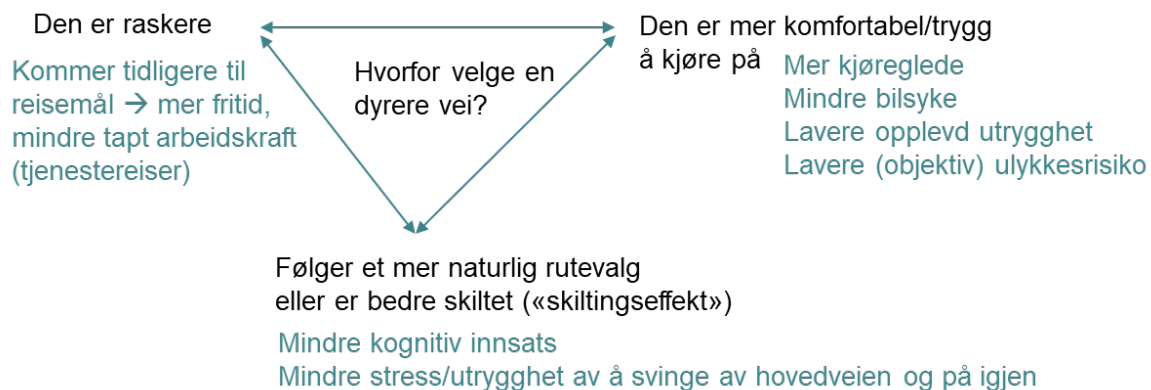 Den er raskere
Kommer tidligere til
reisemål → mer fritid,
mindre tapt arbeidskraft
(tjenestereiser)
Hvorfor velge en
dyrere vei?
Den er mer komfortabel/trygg
å kjøre på
Mer kjøreglede
Mindre bilsyke
Lavere opplevd utrygghet
Lavere (objektiv) ulykkesrisiko
Følger et mer naturlig rutevalg
eller er bedre skiltet («skiltingseffekt»)
Mindre kognitiv innsats
Mindre stress/utrygghet av å svinge av hovedveien og på igjen